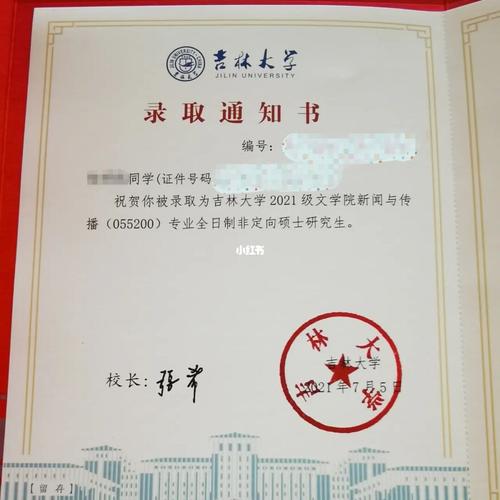 吉林大学
JILIN UNIVERSITY
录取通知书
编号：
同学(证件号码
祝贺你被录取为吉林大学2021级文学院新闻与传
播（055200）专业全日制非定向硕士研究生。
小红书
吉林大学
吉林大学
校长：张希
2021年7月5日
【留存】